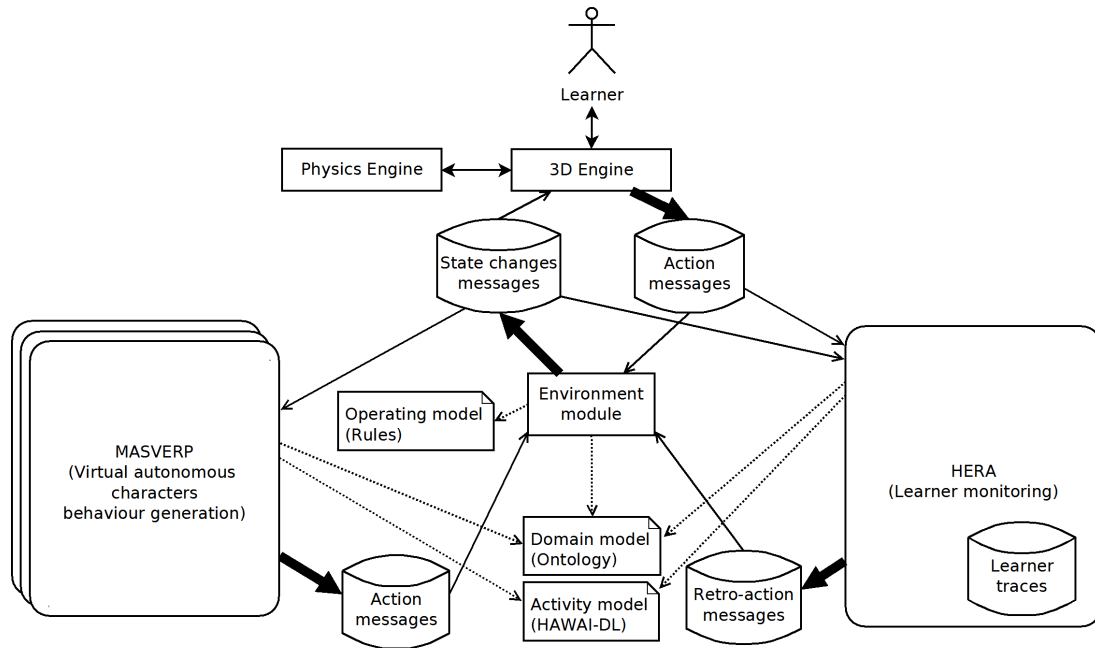 Learner
Physics Engine
3D Engine
State changes
messages
Action
messages
Environment
module
Operating model
(Rules)
MASVERP
(Virtual autonomous
characters
behaviour generation)
HERA
(Learner monitoring)
Domain model
(Ontology)
Learner
traces
Action
messages
Activity model
(HAWAI-DL)
Retro-action
messages